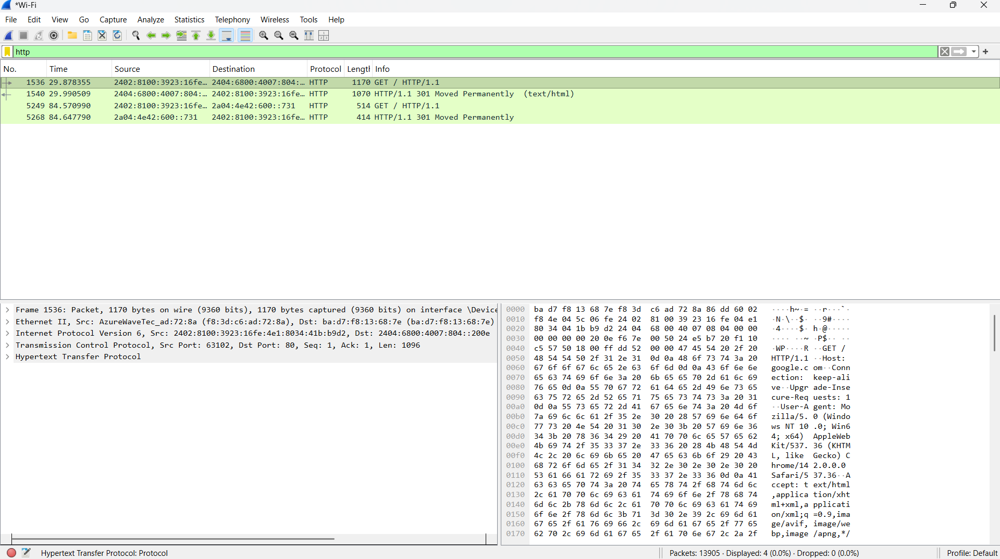 *Wi-Fi
File Edit View Go Capture Analyze Statistics Telephony Wireless Tools Help
http
No. Time Source Destination Protocol Length Info
1536 29.878355 2402:8100:3923:16fe… 2404:6800:4007:804:… HTTP 1170 GET / HTTP/1.1
1540 29.990509 2404:6800:4007:804:… 2402:8100:3923:16fe… HTTP 1070 HTTP/1.1 301 Moved Permanently (text/html)
5249 84.570990 2402:8100:3923:16fe… 2a04:4e42:600::731 HTTP 514 GET / HTTP/1.1
5268 84.647790 2a04:4e42:600::731 2402:8100:3923:16fe… HTTP 414 HTTP/1.1 301 Moved Permanently
Frame 1536: Packet, 1170 bytes on wire (9360 bits), 1170 bytes captured (9360 bits) on interface \Device
Ethernet II, Src: AzureWaveTec_ad:72:8a (f8:3d:c6:ad:72:8a), Dst: ba:d7:f8:13:68:7e (ba:d7:f8:13:68:7e)
Internet Protocol Version 6, Src: 2402:8100:3923:16fe:4e1:8034:41b:b9d2, Dst: 2404:6800:4007:804::200e
Transmission Control Protocol, Src Port: 63102, Dst Port: 80, Seq: 1, Ack: 1, Len: 1096
Hypertext Transfer Protocol
0000 ba d7 f8 13 68 7e f8 3d c6 ad 72 8a 86 dd 60 02 ····h~·= ··r···`·
0010 f8 4e 04 5c 06 fe 24 02 81 00 39 23 16 fe 04 e1 ·N·\··$· ··9#····
0020 80 34 04 1b b9 d2 24 04 68 00 40 07 08 04 00 00 ·4····$· h·@·····
0030 00 00 00 00 20 0e f6 7e 00 50 24 e5 b7 20 f1 10 ···· ··~ ·P$·· ··
0040 c5 57 50 18 00 ff dd 52 00 00 47 45 54 20 2f 20 ·WP····R ··GET /
0050 48 54 54 50 2f 31 2e 31 0d 0a 48 6f 73 74 3a 20 HTTP/1.1 ··Host:
0060 67 6f 6f 67 6c 65 2e 63 6f 6d 0d 0a 43 6f 6e 6e google.c om··Conn
0070 65 63 74 69 6f 6e 3a 20 6b 65 65 70 2d 61 6c 69 ection: keep-ali
0080 76 65 0d 0a 55 70 67 72 61 64 65 2d 49 6e 73 65 ve··Upgr ade-Inse
0090 63 75 72 65 2d 52 65 71 75 65 73 74 73 3a 20 31 cure-Req uests: 1
00a0 0d 0a 55 73 65 72 2d 41 67 65 6e 74 3a 20 4d 6f ··User-A gent: Mo
00b0 7a 69 6c 6c 61 2f 35 2e 30 20 28 57 69 6e 64 6f zilla/5. 0 (Windo
00c0 77 73 20 4e 54 20 31 30 2e 30 3b 20 57 69 6e 36 ws NT 10 .0; Win6
00d0 34 3b 20 78 36 34 29 20 41 70 70 6c 65 57 65 62 4; x64) AppleWeb
00e0 4b 69 74 2f 35 33 37 2e 33 36 20 28 4b 48 54 4d Kit/537. 36 (KHTM
00f0 4c 2c 20 6c 69 6b 65 20 47 65 63 6b 6f 29 20 43 L, like Gecko) C
0100 68 72 6f 6d 65 2f 31 34 32 2e 30 2e 30 2e 30 20 hrome/14 2.0.0.0
0110 53 61 66 61 72 69 2f 35 33 37 2e 33 36 0d 0a 41 Safari/5 37.36··A
0120 63 63 65 70 74 3a 20 74 65 78 74 2f 68 74 6d 6c ccept: t ext/html
0130 2c 61 70 70 6c 69 63 61 74 69 6f 6e 2f 78 68 74 ,applica tion/xht
0140 6d 6c 2b 78 6d 6c 2c 61 70 70 6c 69 63 61 74 69 ml+xml,a pplicati
0150 6f 6e 2f 78 6d 6c 3b 71 3d 30 2e 39 2c 69 6d 61 on/xml;q =0.9,ima
0160 67 65 2f 61 76 69 66 2c 69 6d 61 67 65 2f 77 65 ge/avif, image/we
0170 62 70 2c 69 6d 61 67 65 2f 61 70 6e 67 2c 2a 2f bp,image /apng,*/
Hypertext Transfer Protocol: Protocol
Packets: 13905 · Displayed: 4 (0.0%) · Dropped: 0 (0.0%)
Profile: Default